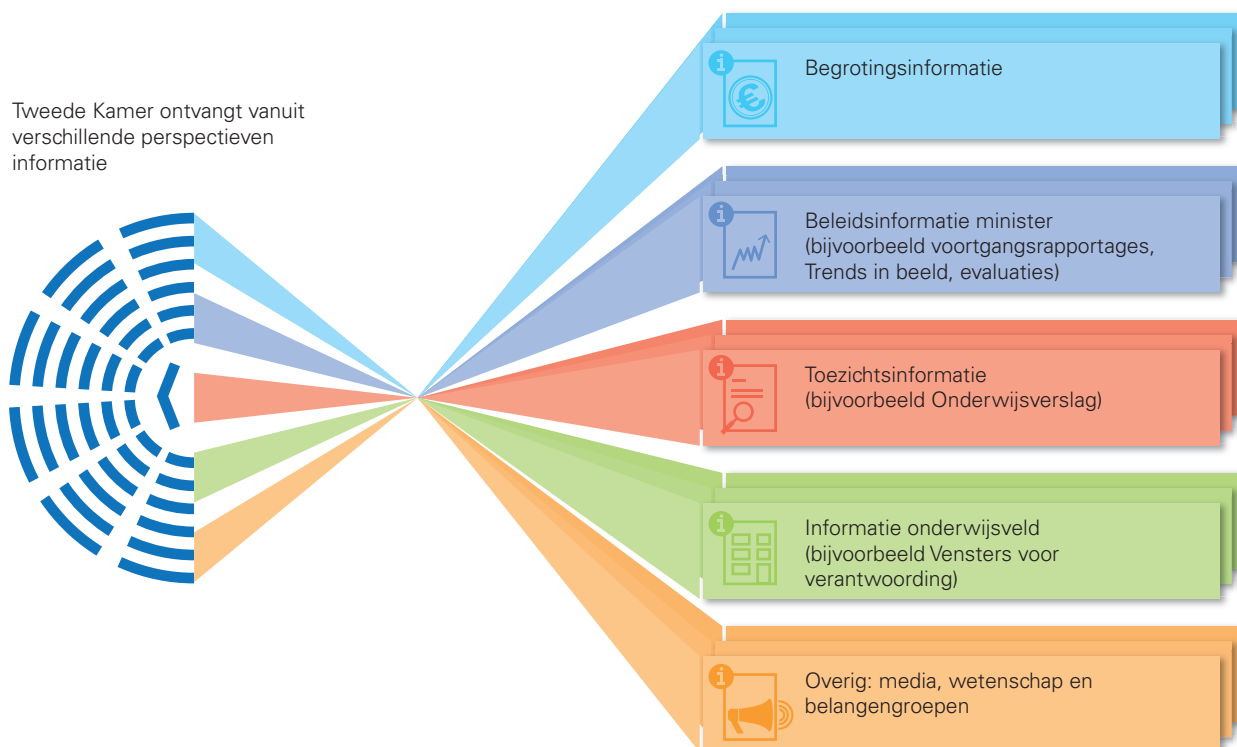 Tweede Kamer ontvangt vanuit
verschillende perspectieven
informatie
Begrotingsinformatie
Beleidsinformatie minister
(bijvoorbeeld voortgangsrapportages,
Trends in beeld, evaluaties)
Toezichtsinformatie
(bijvoorbeeld Onderwijsverslag)
Informatie onderwijsveld
(bijvoorbeeld Vensters voor
verantwoording)
Overig: media, wetenschap en
belangengroepen